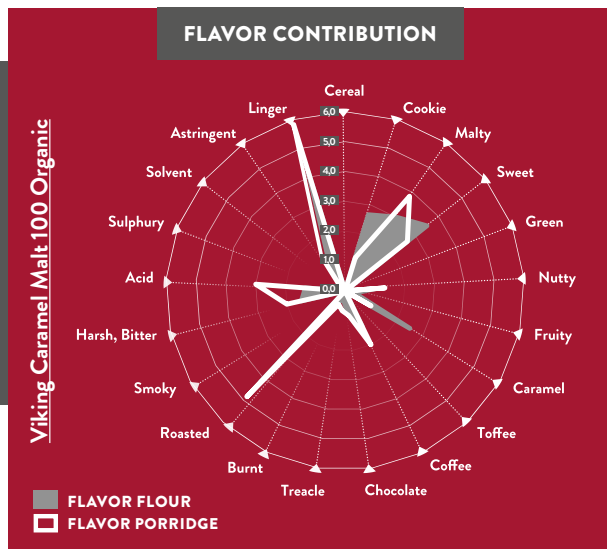 FLAVOR CONTRIBUTION
Viking Caramel Malt 100 Organic
Cereal
Cookie
Malty
Sweet
Green
Nutty
Fruity
Caramel
Toffee
Coffee
Chocolate
Treacle
Burnt
Roasted
Smoky
Harsh, Bitter
Acid
Sulphury
Solvent
Astringent
Linger
6,0
5,0
4,0
3,0
2,0
1,0
0,0
FLAVOR FLOUR
FLAVOR PORRIDGE